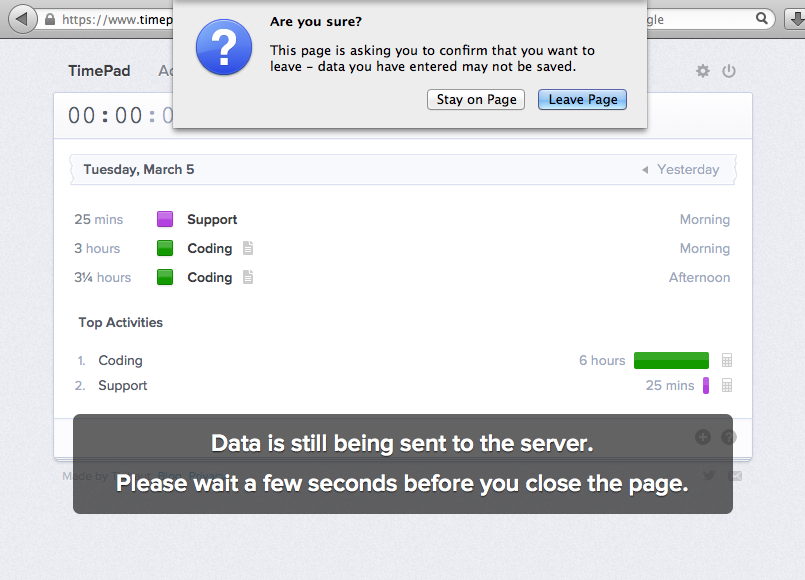 Are you sure?
This page is asking you to confirm that you want to
leave – data you have entered may not be saved.
Stay on Page
Leave Page
https://www.timep
gle
TimePad
00:00:0
Tuesday, March 5
Yesterday
25 mins Support Morning
3 hours Coding Morning
3¼ hours Coding Afternoon
Top Activities
1. Coding 6 hours
2. Support 25 mins
Data is still being sent to the server.
Please wait a few seconds before you close the page.
Made by